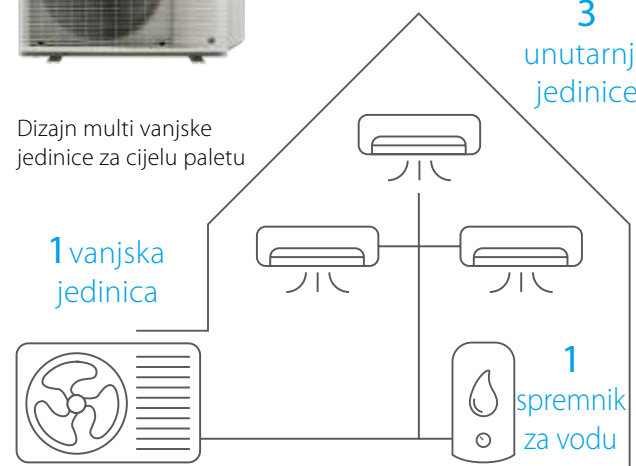 3
unutarnj
jedinice
Dizajn multi vanjske
jedinice za cijelu paletu
1 vanjska
jedinica
1
spremnik
za vodu